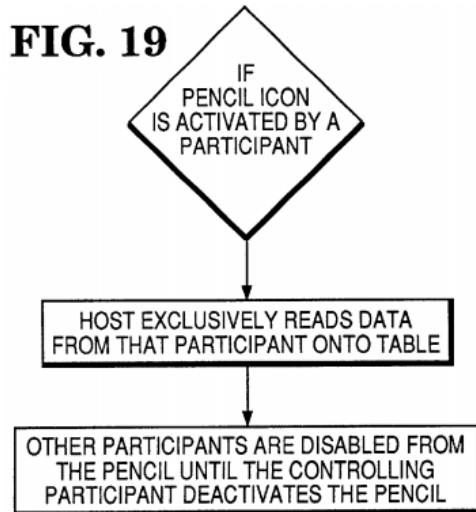 FIG. 19
IF
PENCIL ICON
IS ACTIVATED BY A
PARTICIPANT
HOST EXCLUSIVELY READS DATA
FROM THAT PARTICIPANT ONTO TABLE
OTHER PARTICIPANTS ARE DISABLED FROM
THE PENCIL UNTIL THE CONTROLLING
PARTICIPANT DEACTIVATES THE PENCIL